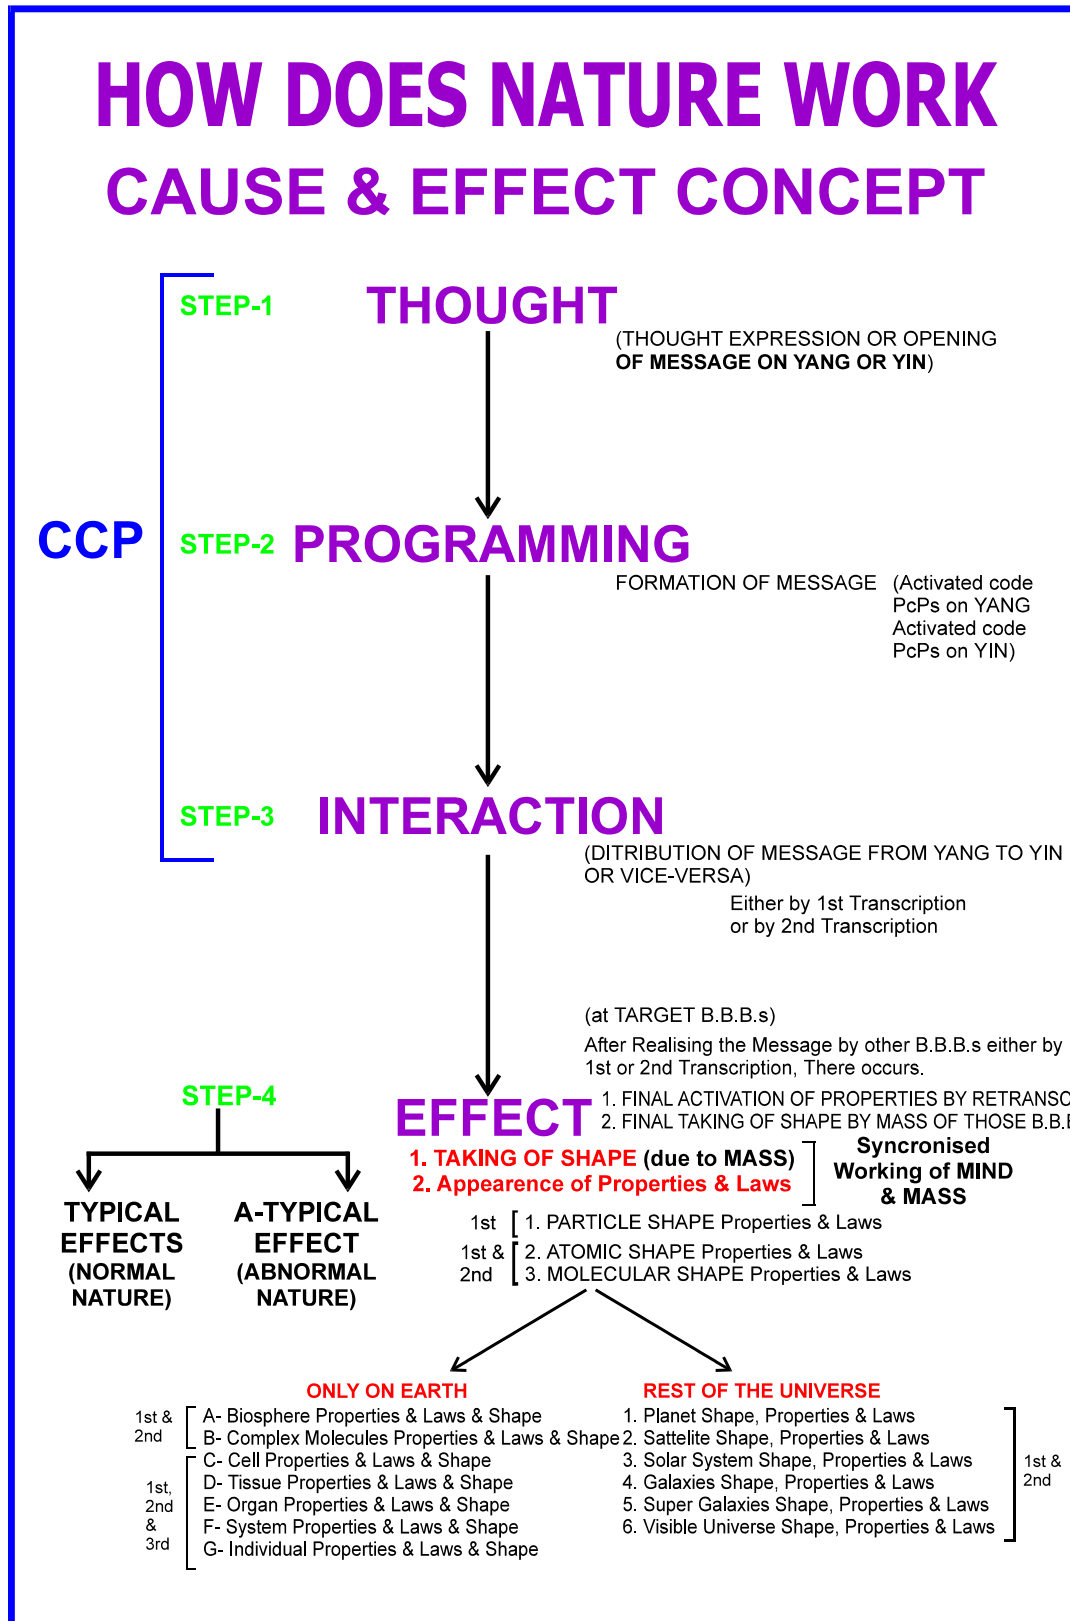 HOW DOES NATURE WORK
CAUSE & EFFECT CONCEPT
STEP-1
THOUGHT
(THOUGHT EXPRESSION OR OPENING
OF MESSAGE ON YANG OR YIN)
CCP
STEP-2
PROGRAMMING
FORMATION OF MESSAGE (Activated code
PcPs on YANG
Activated code
PcPs on YIN)
STEP-3
INTERACTION
(DITRIBUTION OF MESSAGE FROM YANG TO YIN
OR VICE-VERSA)
Either by 1st Transcription
or by 2nd Transcription
(at TARGET B.B.B.s)
After Realising the Message by other B.B.B.s either by
1st or 2nd Transcription, There occurs.
STEP-4
EFFECT
1. FINAL ACTIVATION OF PROPERTIES BY RETRANSC
2. FINAL TAKING OF SHAPE BY MASS OF THOSE B.B.B
1. TAKING OF SHAPE (due to MASS)
2. Appearence of Properties & Laws
Syncronised
Working of MIND
& MASS
TYPICAL
EFFECTS
(NORMAL
NATURE)
A-TYPICAL
EFFECT
(ABNORMAL
NATURE)
1st
1. PARTICLE SHAPE Properties & Laws
1st &
2nd
2. ATOMIC SHAPE Properties & Laws
3. MOLECULAR SHAPE Properties & Laws
ONLY ON EARTH
1st &
2nd
A- Biosphere Properties & Laws & Shape
B- Complex Molecules Properties & Laws & Shape
1st,
2nd
&
3rd
C- Cell Properties & Laws & Shape
D- Tissue Properties & Laws & Shape
E- Organ Properties & Laws & Shape
F- System Properties & Laws & Shape
G- Individual Properties & Laws & Shape
REST OF THE UNIVERSE
1. Planet Shape, Properties & Laws
2. Sattelite Shape, Properties & Laws
3. Solar System Shape, Properties & Laws
4. Galaxies Shape, Properties & Laws
5. Super Galaxies Shape, Properties & Laws
6. Visible Universe Shape, Properties & Laws
1st &
2nd